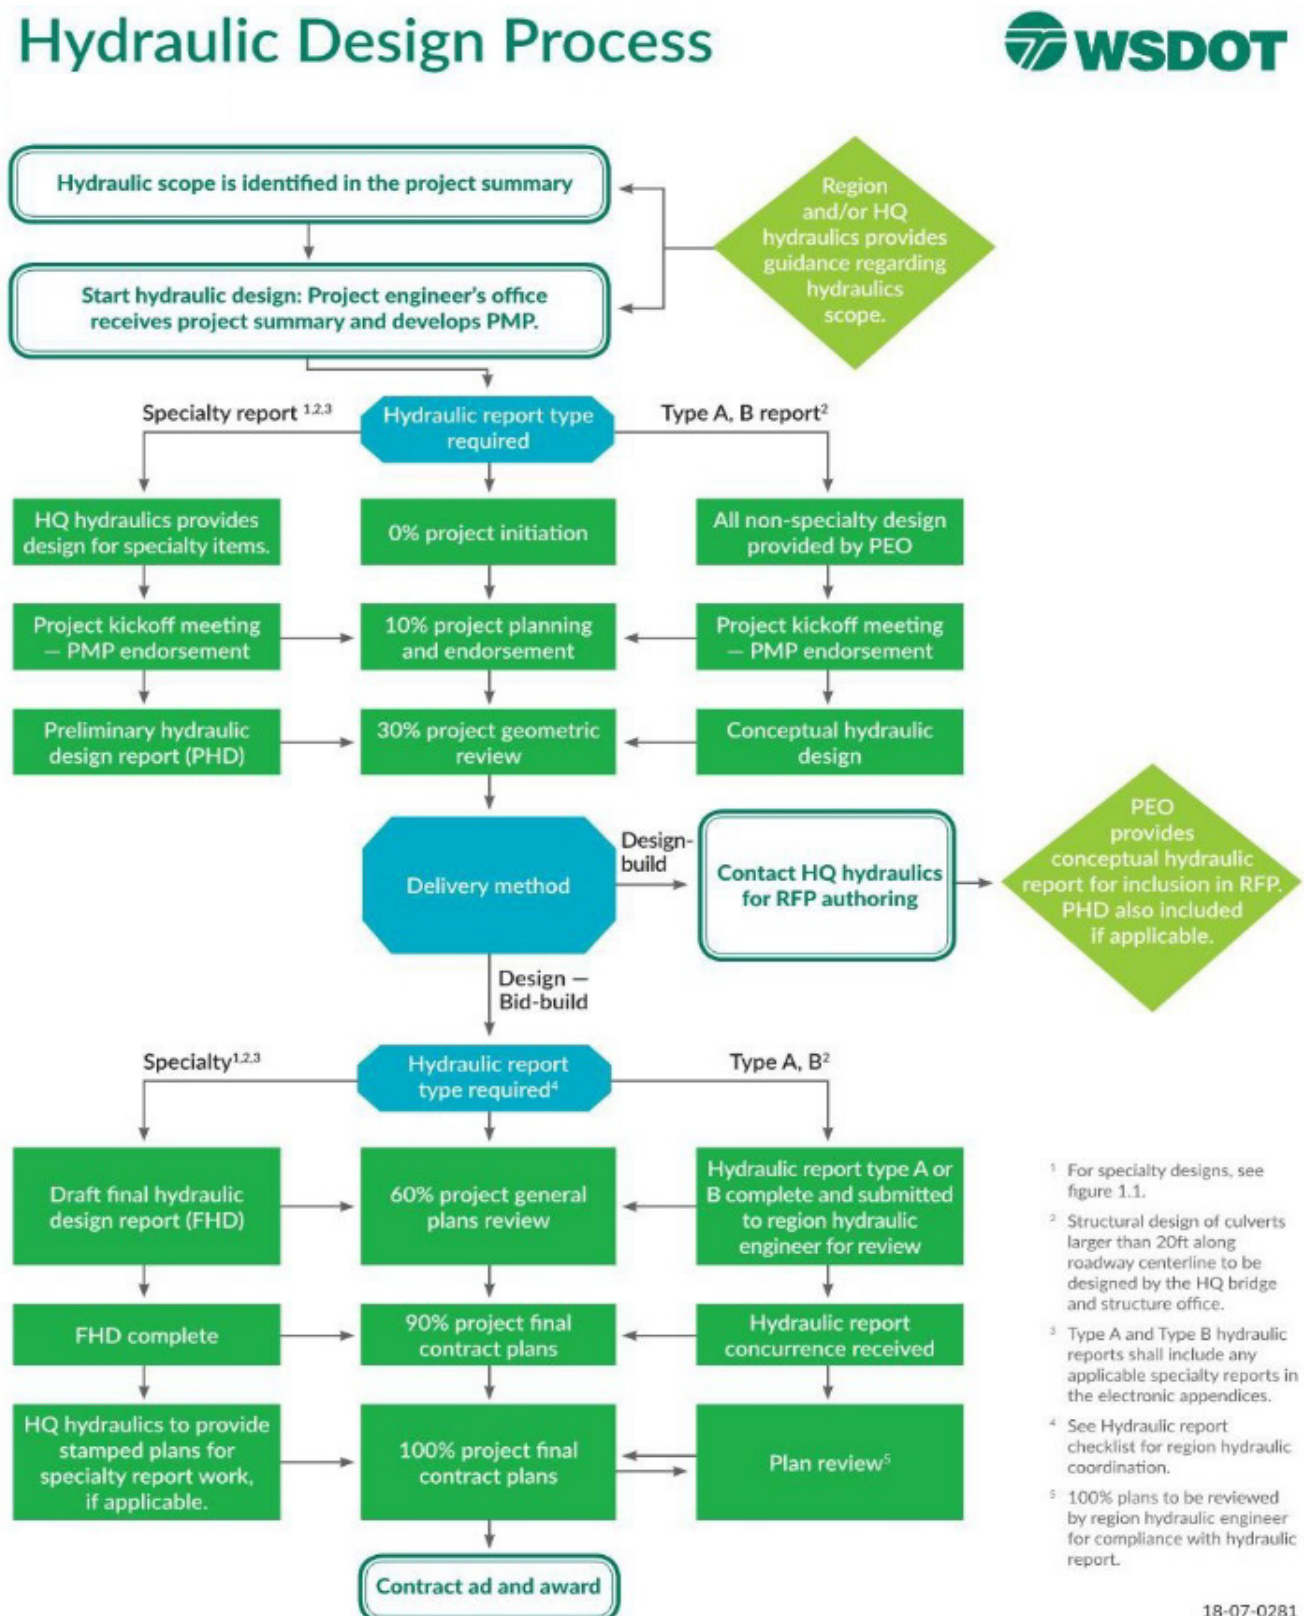 Hydraulic Design Process
WSDOT
Hydraulic scope is identified in the project summary
Region
and/or HQ
hydraulics provides
guidance regarding
hydraulics
scope.
Start hydraulic design: Project engineer's office
receives project summary and develops PMP.
Specialty report 1,2,3
Hydraulic report type
required
Type A, B report2
HQ hydraulics provides
design for specialty items.
0% project initiation
All non-specialty design
provided by PEO
Project kickoff meeting
— PMP endorsement
10% project planning
and endorsement
Project kickoff meeting
— PMP endorsement
Preliminary hydraulic
design report (PHD)
30% project geometric
review
Conceptual hydraulic
design
Delivery method
Design-
build
Contact HQ hydraulics
for RFP authoring
PEO
provides
conceptual hydraulic
report for inclusion in RFP.
PHD also included
if applicable.
Design —
Bid-build
Specialty1,2,3
Hydraulic report
type required4
Type A, B2
Draft final hydraulic
design report (FHD)
60% project general
plans review
Hydraulic report type A or
B complete and submitted
to region hydraulic
engineer for review
FHD complete
90% project final
contract plans
Hydraulic report
concurrence received
HQ hydraulics to provide
stamped plans for
specialty report work,
if applicable.
100% project final
contract plans
Plan review5
Contract ad and award
1 For specialty designs, see
figure 1.1.
2 Structural design of culverts
larger than 20ft along
roadway centerline to be
designed by the HQ bridge
and structure office.
3 Type A and Type B hydraulic
reports shall include any
applicable specialty reports in
the electronic appendices.
4 See Hydraulic report
checklist for region hydraulic
coordination.
5 100% plans to be reviewed
by region hydraulic engineer
for compliance with hydraulic
report.
18-07-0281